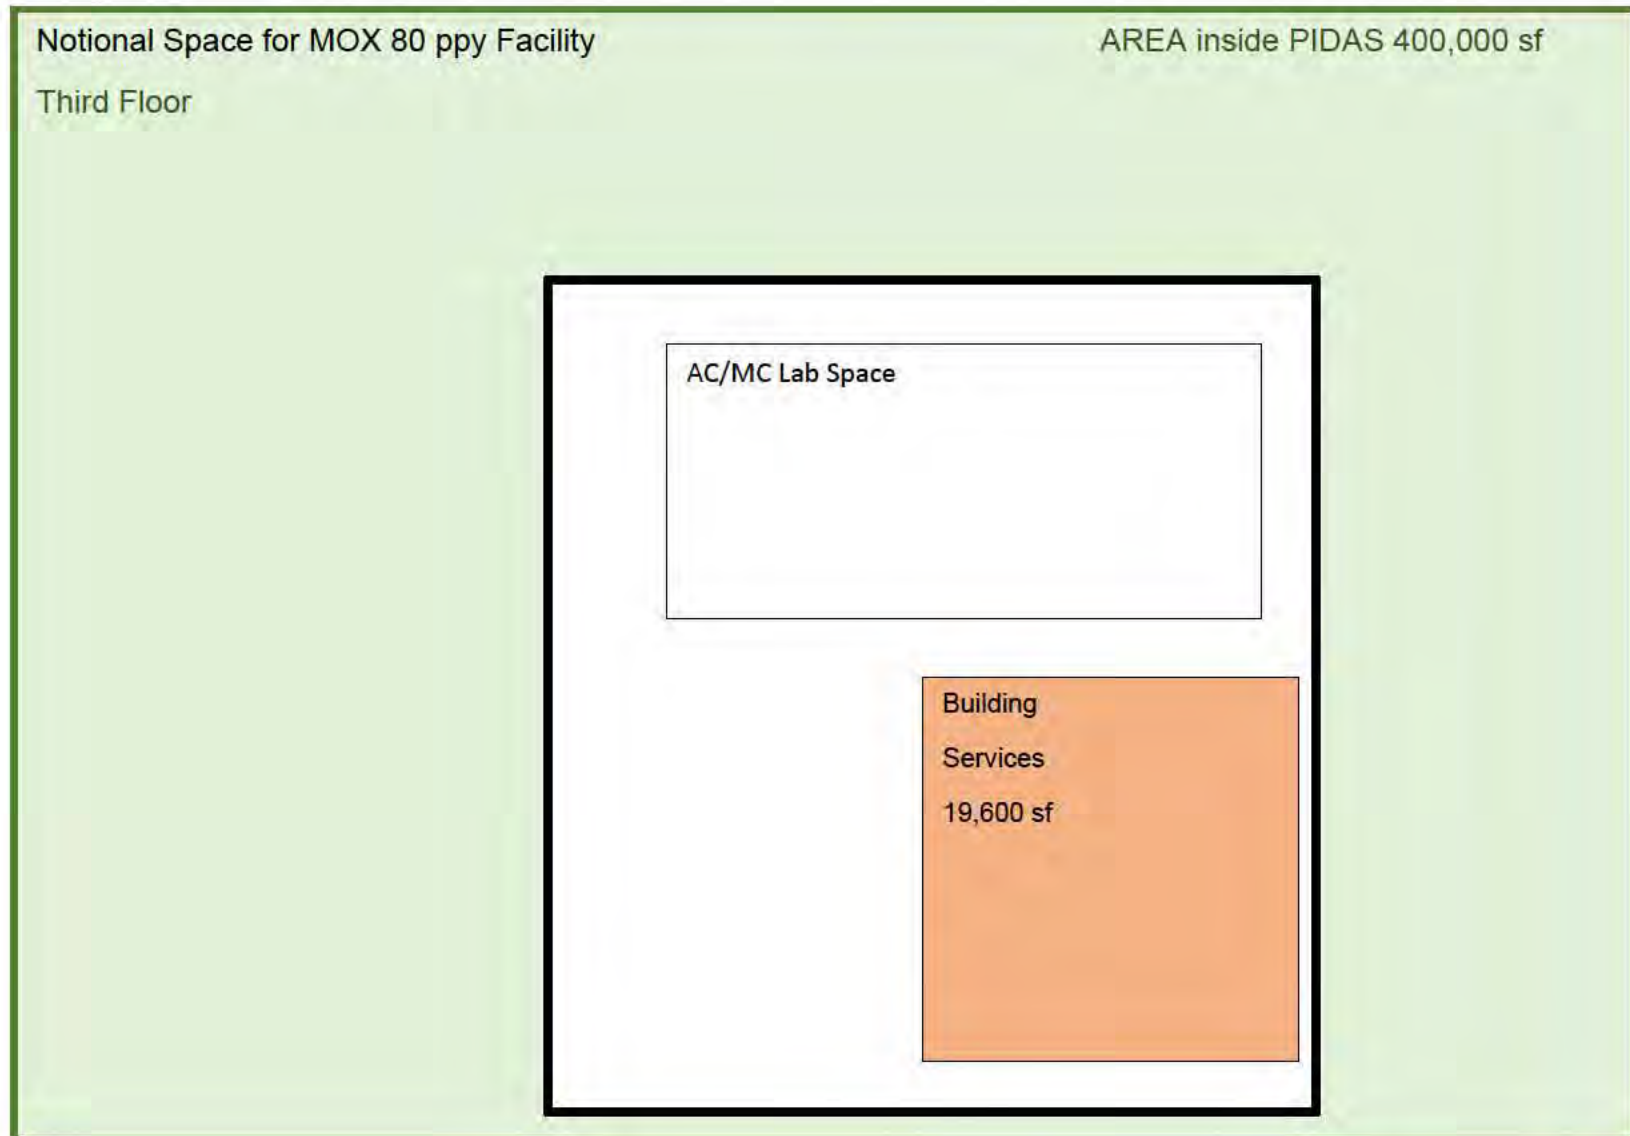 Notional Space for MOX 80 ppy Facility
AREA inside PIDAS 400,000 sf
Third Floor
AC/MC Lab Space
Building
Services
19,600 sf